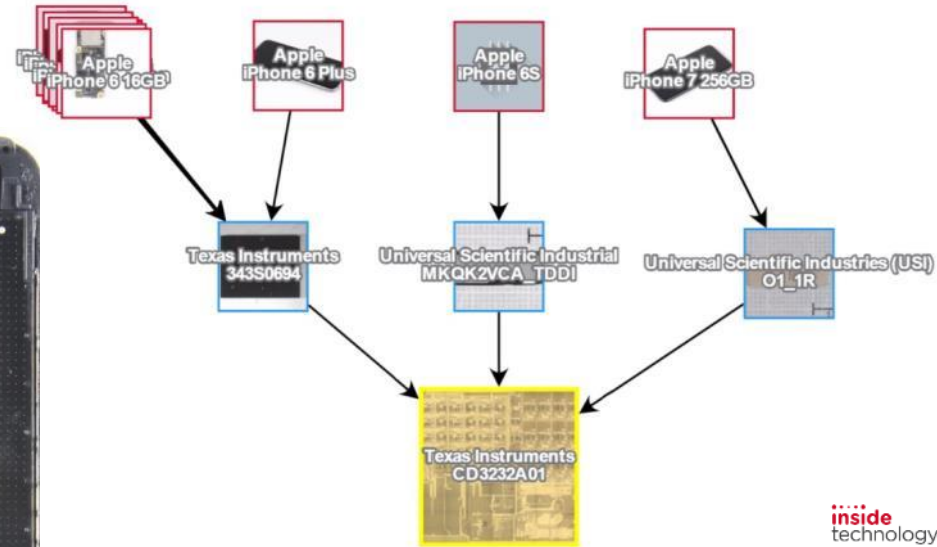 Apple
iPhone 6 16GB
Apple
iPhone 6 Plus
Apple
iPhone 6S
Apple
iPhone 7 256GB
Texas Instruments
343S0694
Universal Scientific Industrial
MKQK2VCA_TDDI
Universal Scientific Industries (USI)
O1_1R
Texas Instruments
CD3232A01
inside
technology